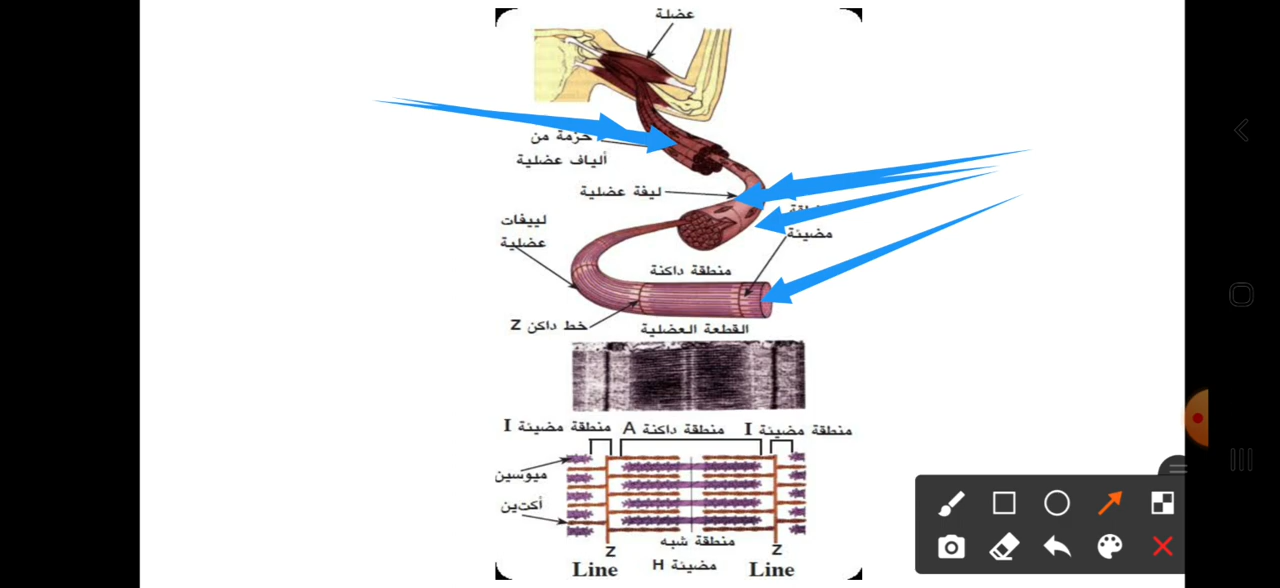 عضلة
حزمة من
ألياف عضلية
ليفة عضلية
لييفات
عضلية
مضيئة
منطقة داكنة
خط داكن Z
القطعة العضلية
منطقة مضيئة I
منطقة داكنة A
منطقة مضيئة I
ميوسين
أكتين
منطقة شبه
مضيئة H
Z
Line
Z
Line